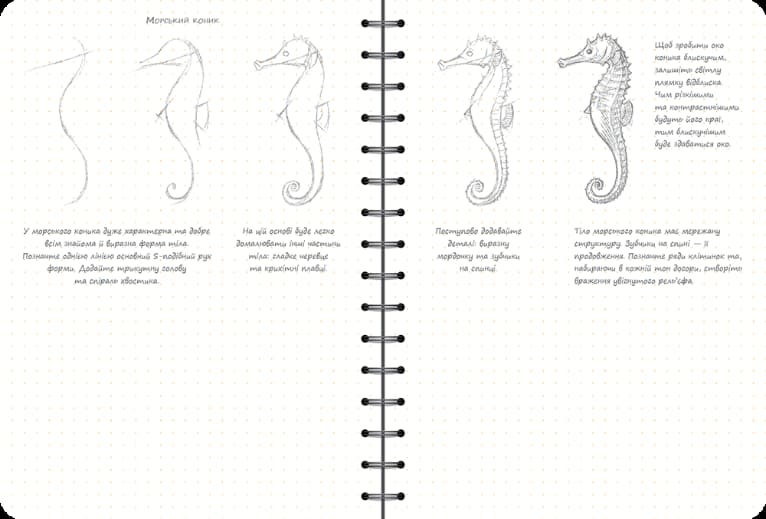 Морський коник
У морського коника дуже характерна та добре
всім знайома й виразна форма тіла.
Позначте однією лінією основний S-подібний рух
форми. Додайте трикутну голову
та спіраль хвостика.
На цій основі буде легко
домалювати інші частини
тіла: гладке черевце
та крихітні плавці.
Поступово додавайте
деталі: виразну
мордочку та зубчики
на спинці.
Щоб зробити око
коника блискучим,
залишіть світлу
плямку відблиска.
Чим різкішими
та контрастнішими
будуть його краї,
тим блискучішим
буде здаватися око.
Тіло морського коника має мережану
структуру. Зубчики на спині — її
продовження. Позначте ряди клітинок та,
набираючи в кожній тон догори, створіть
враження увігнутого рельєфа.